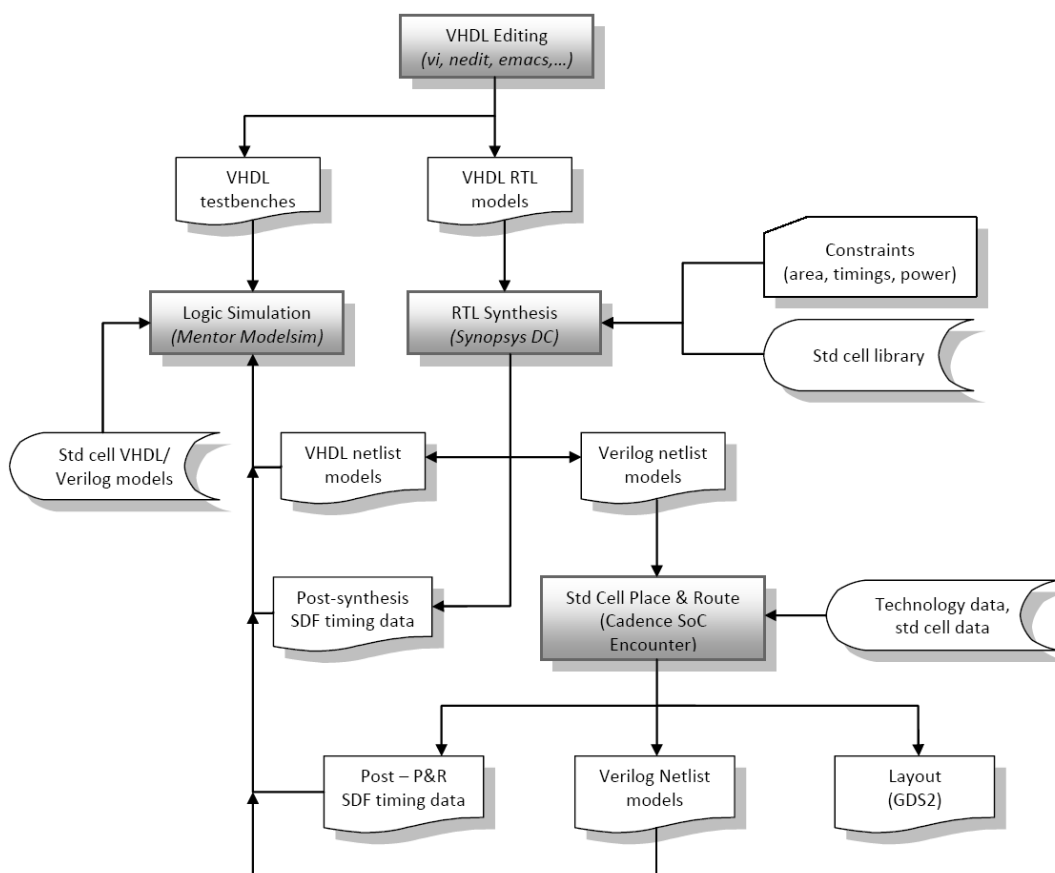 VHDL Editing
(vi, nedit, emacs,...)
VHDL
testbenches
VHDL RTL
models
Constraints
(area, timings, power)
Logic Simulation
(Mentor Modelsim)
RTL Synthesis
(Synopsys DC)
Std cell library
Std cell VHDL/
Verilog models
VHDL netlist
models
Verilog netlist
models
Post-synthesis
SDF timing data
Std Cell Place & Route
(Cadence SoC
Encounter)
Technology data,
std cell data
Post – P&R
SDF timing data
Verilog Netlist
models
Layout
(GDS2)